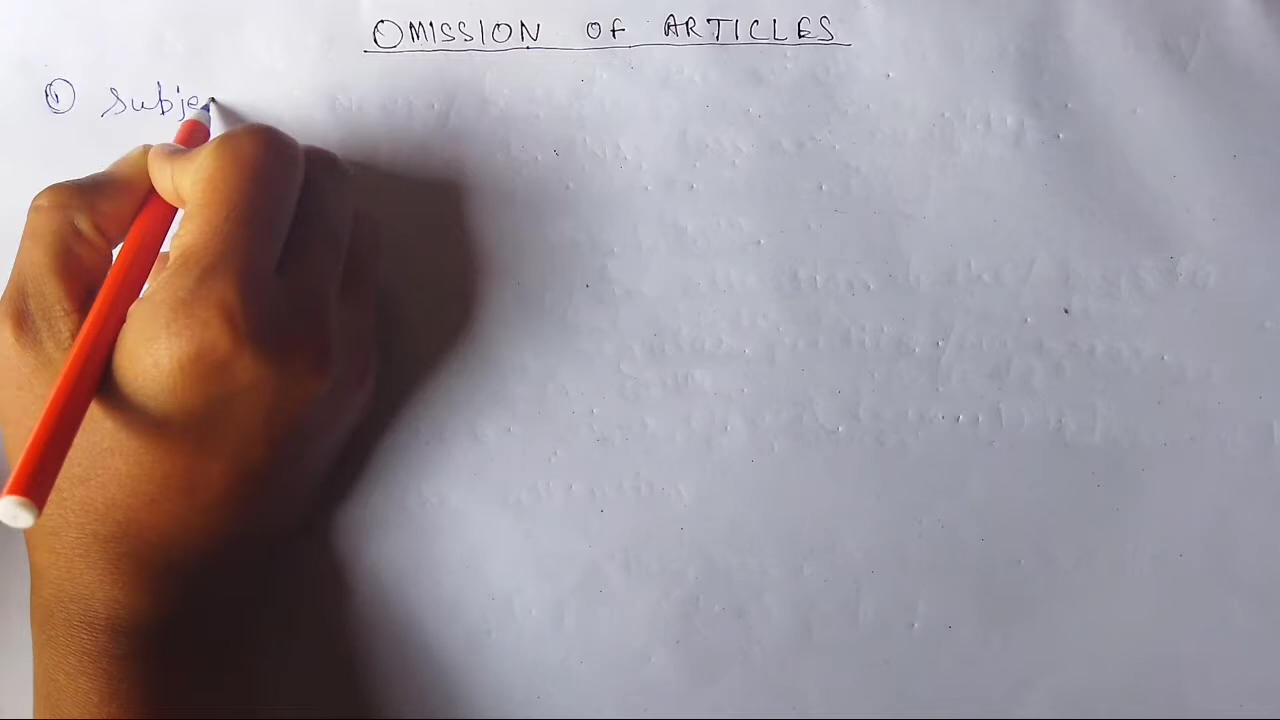 OMISSION OF ARTICLES
① Subje